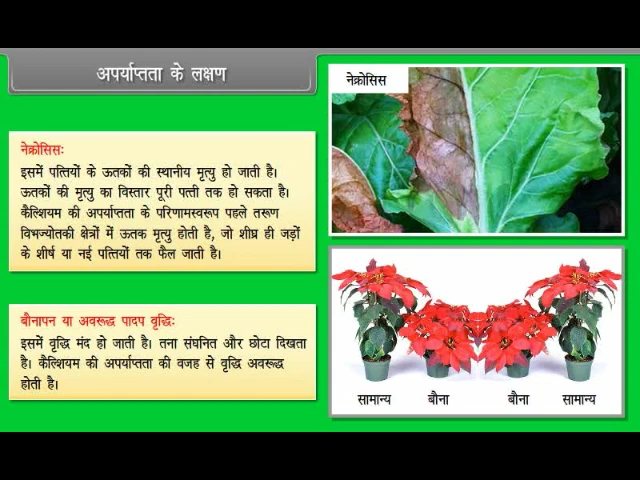 अपर्याप्तता के लक्षण
नेक्रोसिसः
इसमें पत्तियों के ऊतकों की स्थानीय मृत्यु हो जाती है।
ऊतकों की मृत्यु का विस्तार पूरी पत्ती तक हो सकता है।
कैल्शियम की अपर्याप्तता के परिणामस्वरूप पहले तरूण
विभज्योतकी क्षेत्रों में ऊतक मृत्यु होती है, जो शीघ्र ही जड़ों
के शीर्ष या नई पत्तियों तक फैल जाती है।
बौनापन या अवरूद्ध पादप वृद्धिः
इसमें वृद्धि मंद हो जाती है। तना संघनित और छोटा दिखता
है। कैल्शियम की अपर्याप्तता की वजह से वृद्धि अवरूद्ध
होती है।
नेक्रोसिस
सामान्य बौना बौना सामान्य